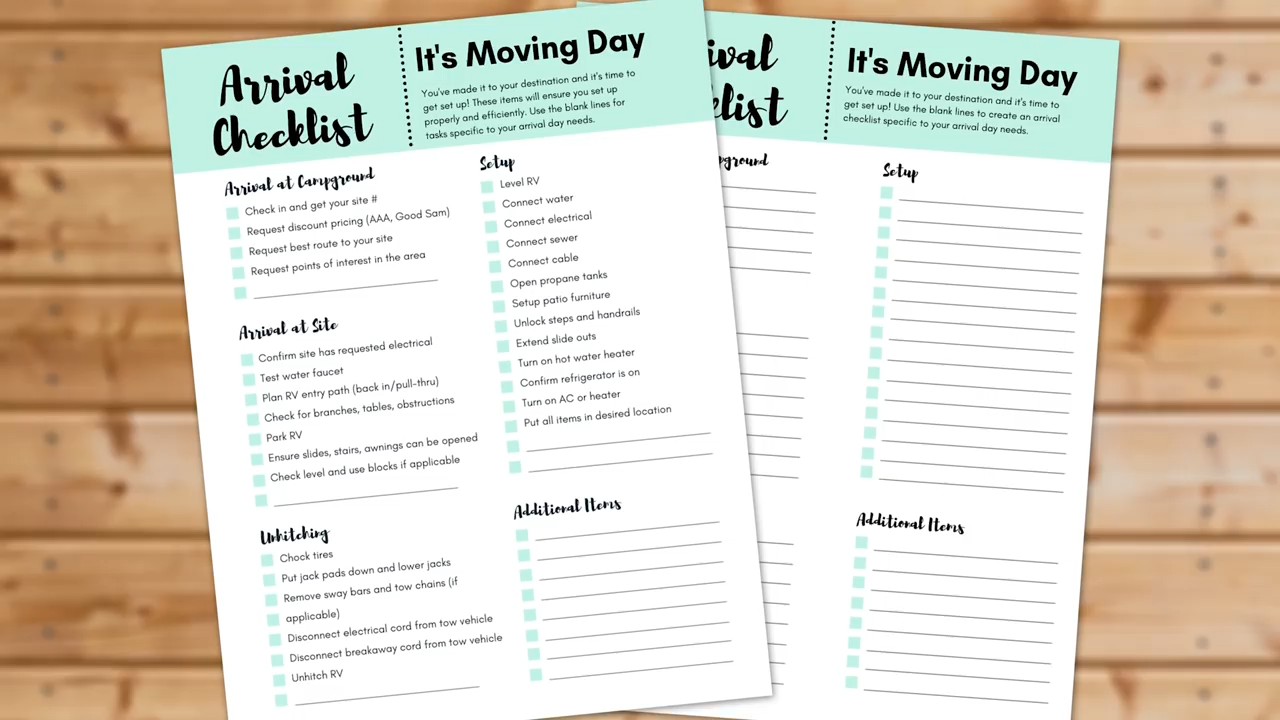 Arrival
Checklist
It's Moving Day
You've made it to your destination and it's time to
get set up! These items will ensure you set up
properly and efficiently. Use the blank lines for
tasks specific to your arrival day needs.
Arrival at Campground
Check in and get your site #
Request discount pricing (AAA, Good Sam)
Request best route to your site
Request points of interest in the area
Arrival at Site
Confirm site has requested electrical
Test water faucet
Plan RV entry path (back in/pull-thru)
Check for branches, tables, obstructions
Park RV
Ensure slides, stairs, awnings can be opened
Check level and use blocks if applicable
Unhitching
Chock tires
Put jack pads down and lower jacks
Remove sway bars and tow chains (if
applicable)
Disconnect electrical cord from tow vehicle
Disconnect breakaway cord from tow vehicle
Unhitch RV
Setup
Level RV
Connect water
Connect electrical
Connect sewer
Connect cable
Open propane tanks
Setup patio furniture
Unlock steps and handrails
Extend slide outs
Turn on hot water heater
Confirm refrigerator is on
Turn on AC or heater
Put all items in desired location
Additional Items
ival
klist
It's Moving Day
You've made it to your destination and it's time to
get set up! Use the blank lines to create an arrival
checklist specific to your arrival day needs.
pground
Setup
Additional Items